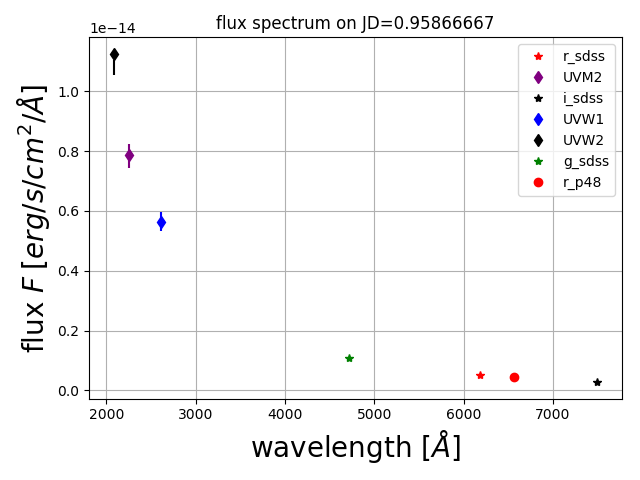 flux spectrum on JD=0.95866667
1e−14
1.0
0.8
0.6
0.4
0.2
0.0
flux F [erg/s/cm²/Å]
2000 3000 4000 5000 6000 7000
wavelength [Å]
r_sdss
UVM2
i_sdss
UVW1
UVW2
g_sdss
r_p48